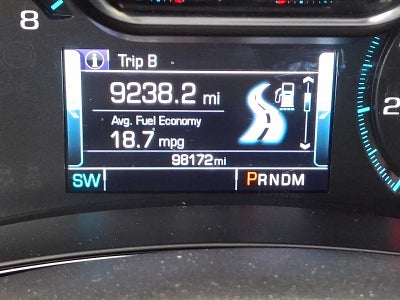 8
Trip B
9238.2 mi
Avg. Fuel Economy
18.7 mpg
98172mi
SW PRNDM
2